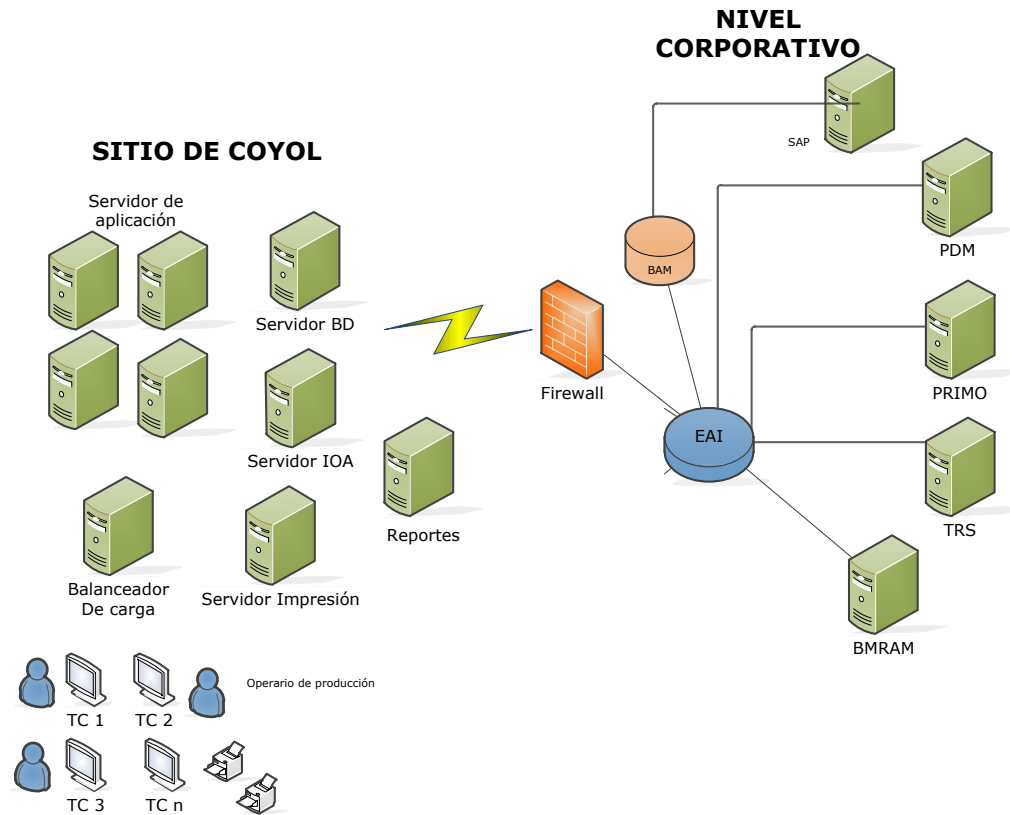 NIVEL
CORPORATIVO
SAP
SITIO DE COYOL
Servidor de
aplicación
PDM
BAM
Servidor BD
Firewall
PRIMO
EAI
Servidor IOA
Reportes
TRS
Balanceador
De carga
Servidor Impresión
BMRAM
Operario de producción
TC 1
TC 2
TC 3
TC n